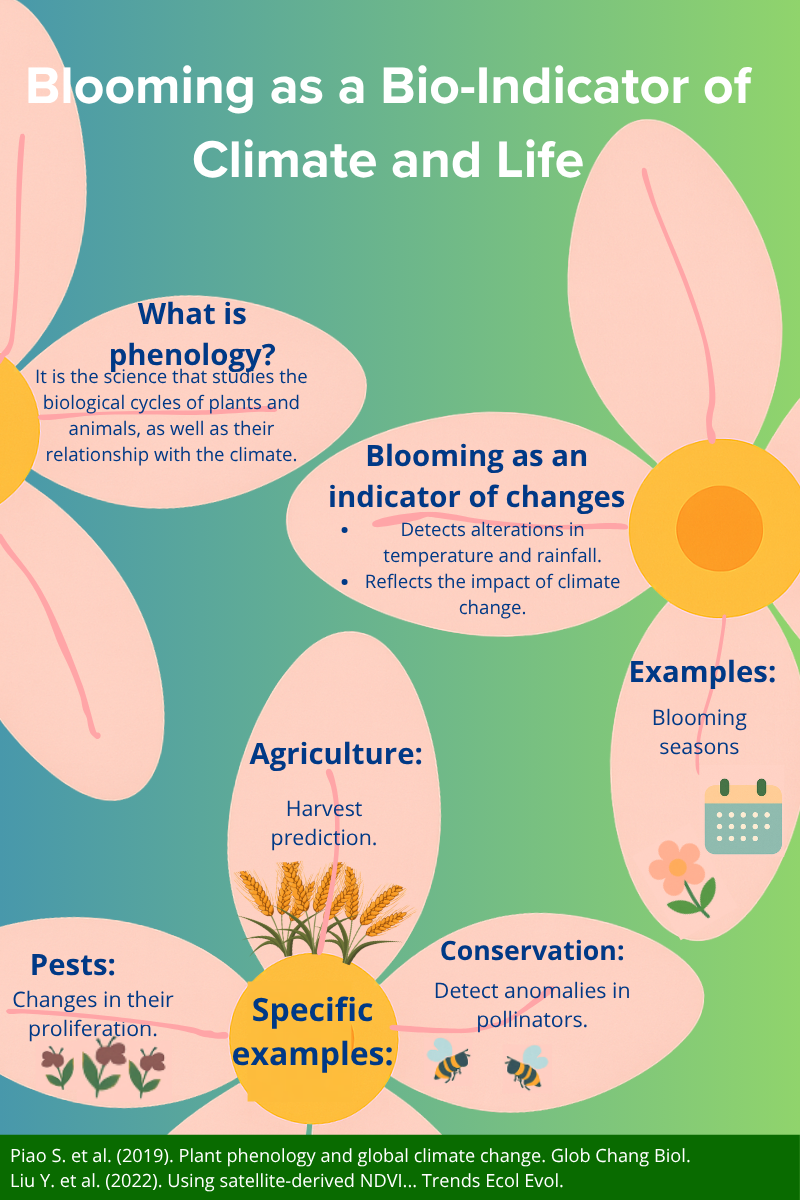 Blooming as a Bio-Indicator of
Climate and Life
What is
phenology?
It is the science that studies the
biological cycles of plants and
animals, as well as their
relationship with the climate.
Blooming as an
indicator of changes
• Detects alterations in
temperature and rainfall.
• Reflects the impact of climate
change.
Examples:
Blooming
seasons
Agriculture:
Harvest
prediction.
Pests:
Changes in their
proliferation.
Conservation:
Detect anomalies in
pollinators.
Specific
examples:
Piao S. et al. (2019). Plant phenology and global climate change. Glob Chang Biol.
Liu Y. et al. (2022). Using satellite-derived NDVI... Trends Ecol Evol.